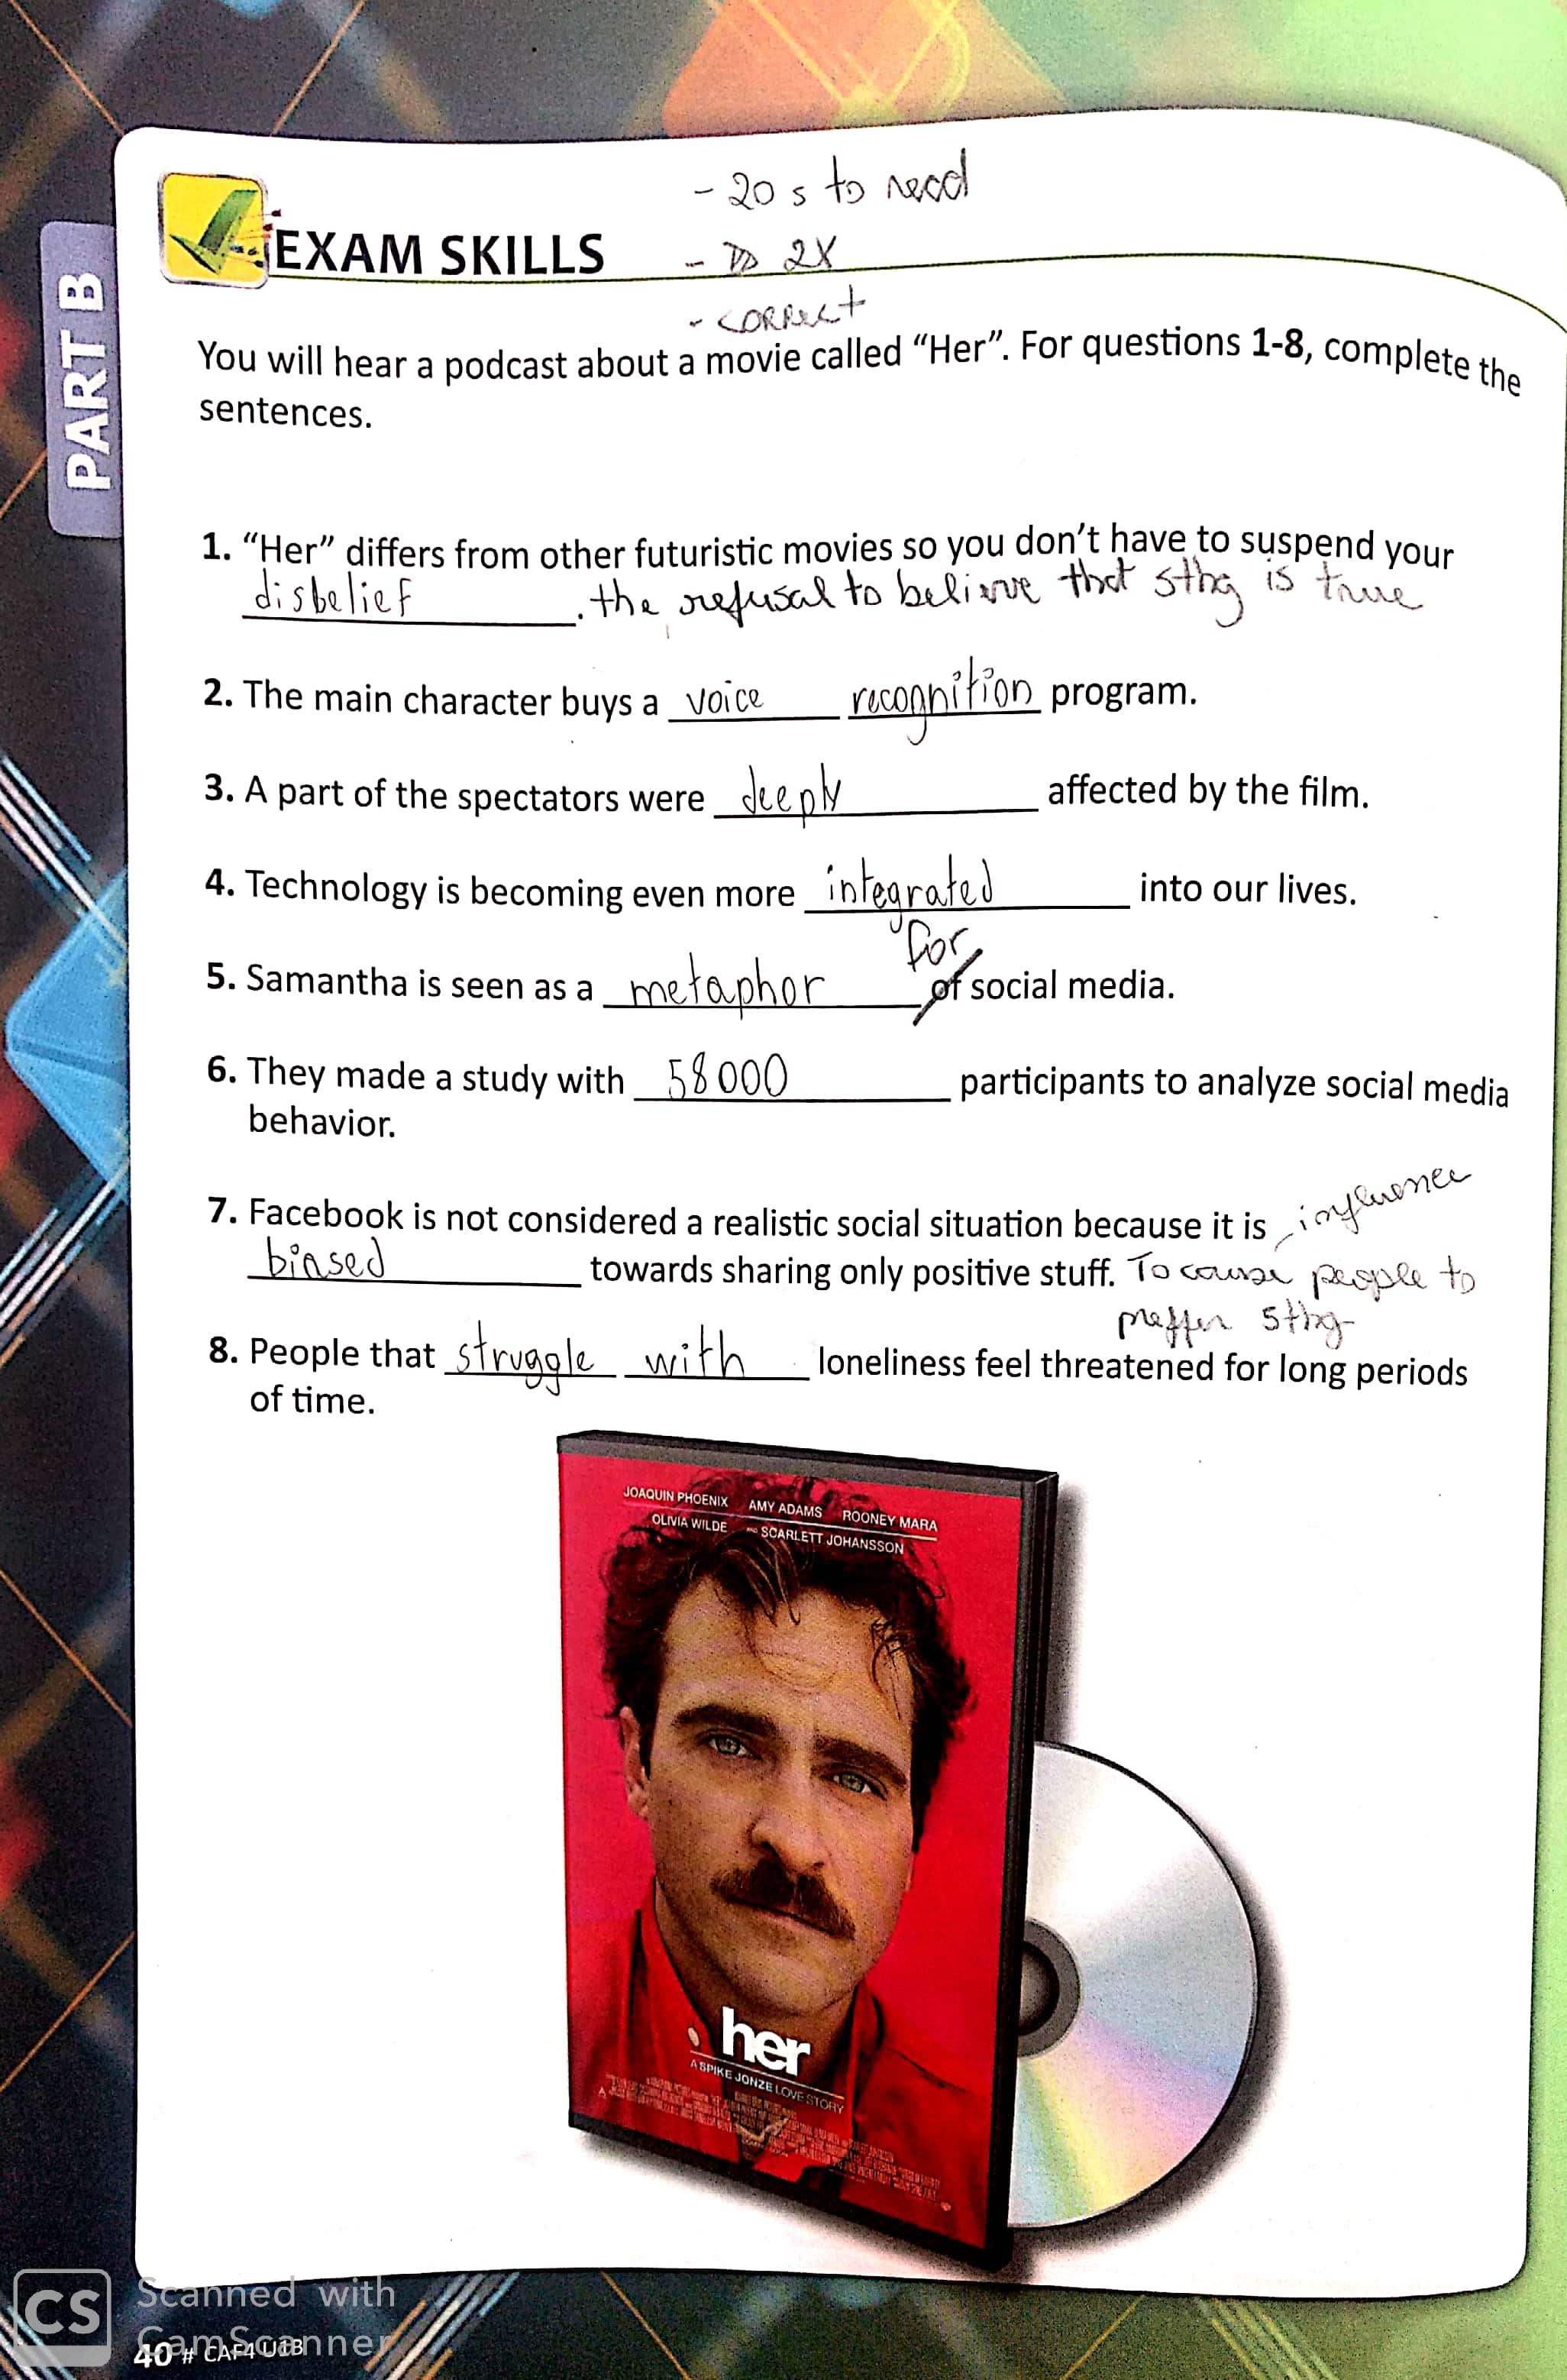 - 20 s to read
EXAM SKILLS
- ▷▷ 2X
- CORRECT
PART B
You will hear a podcast about a movie called “Her”. For questions 1-8, complete the
sentences.
1. “Her” differs from other futuristic movies so you don’t have to suspend your
disbelief. the refusal to believe that sthg is true
2. The main character buys a voice recognition program.
3. A part of the spectators were deeply affected by the film.
4. Technology is becoming even more integrated into our lives.
for
5. Samantha is seen as a metaphor of social media.
6. They made a study with 58000 participants to analyze social media
behavior.
7. Facebook is not considered a realistic social situation because it is influence
biased towards sharing only positive stuff. To cause people to
preffer sthg
8. People that struggle with loneliness feel threatened for long periods
of time.
JOAQUIN PHOENIX AMY ADAMS ROONEY MARA
OLIVIA WILDE AND SCARLETT JOHANSSON
her
A SPIKE JONZE LOVE STORY
CS Scanned with
CamScanner
40 # CAF4 U1B